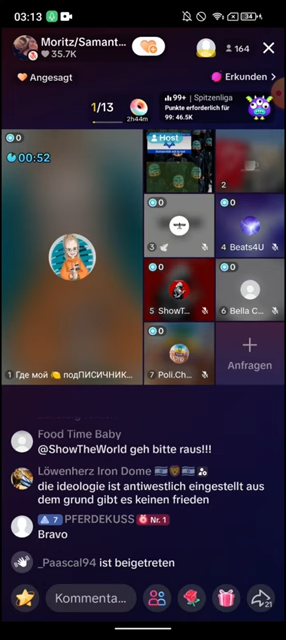 03:13
34
Moritz/Samant...
35.7K
164
Angesagt
Erkunden
1/13
2h44m
99+ | Spitzenliga
Punkte erforderlich für
99: 46.5K
0
00:52
1 Где мой 🍋 подПИСИЧНИК...
Host
0
2
0
3 🕊
0
4 Beats4U
0
5 ShowT...
0
6 Bella C...
0
7 Poli.Ch...
+
Anfragen
Food Time Baby
@ShowTheWorld geh bitte raus!!!
Löwenherz Iron Dome 🇮🇱🦁🇮🇱
die ideologie ist antiwestlich eingestellt aus
dem grund gibt es keinen frieden
7 PFERDEKUSS Nr. 1
Bravo
_Paascal94 ist beigetreten
Kommenta...
21